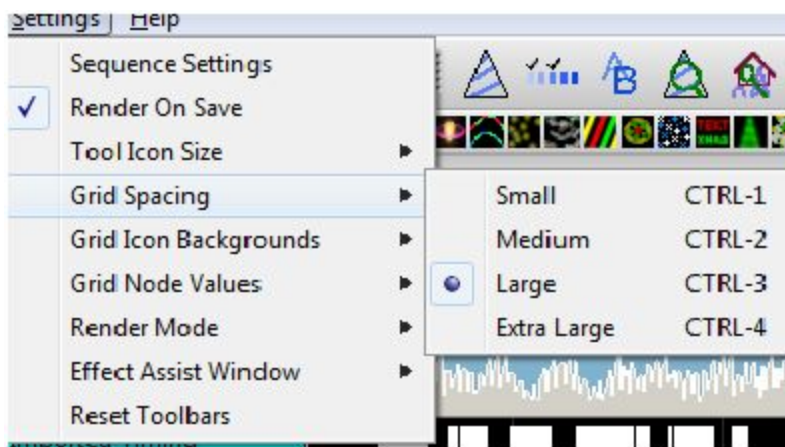 Settings Help
Sequence Settings
Render On Save
Tool Icon Size
Grid Spacing
Small CTRL-1
Grid Icon Backgrounds
Medium CTRL-2
Grid Node Values
Large CTRL-3
Render Mode
Extra Large CTRL-4
Effect Assist Window
Reset Toolbars